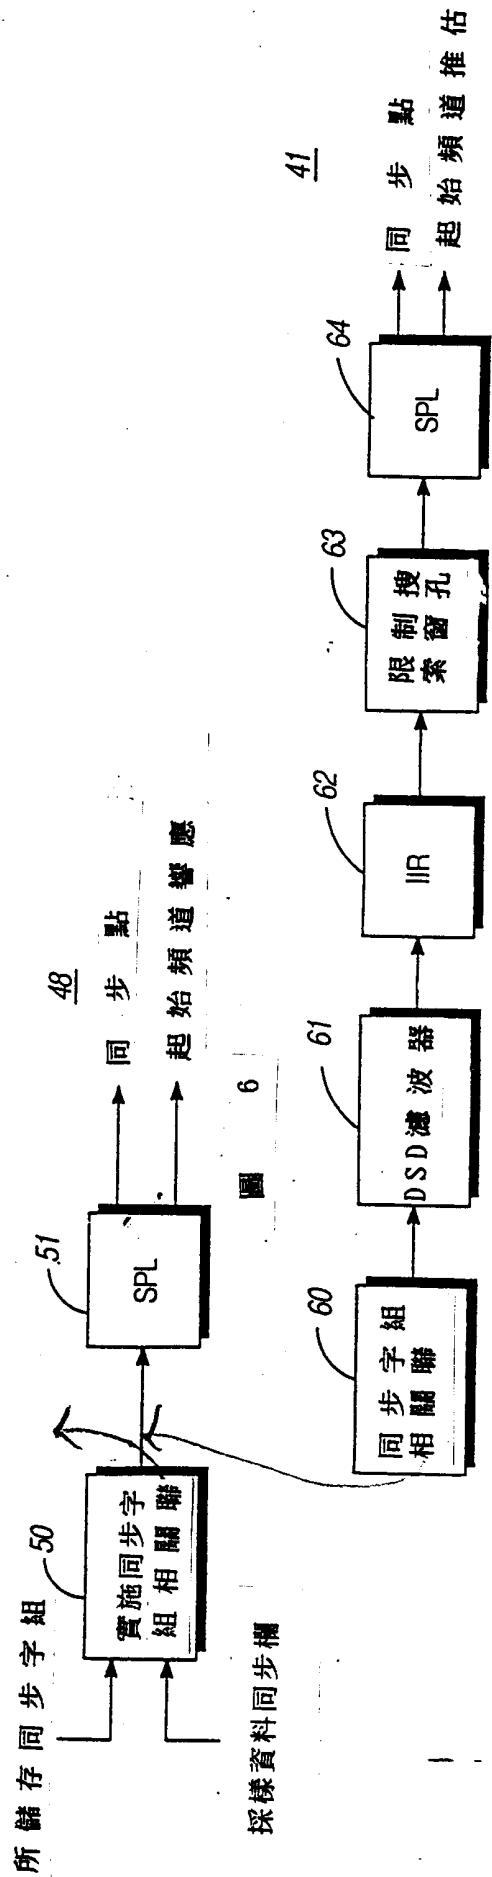 所儲存同步字組
採樣資料同步欄
50
實施同步字
組相關聯
51
SPL
48
同步點
起始頻道響應
圖 6
60
同步字組
相關聯
61
DSD濾波器
62
IIR
63
限制搜
索窗孔
64
SPL
41
同步點
起始頻道推估